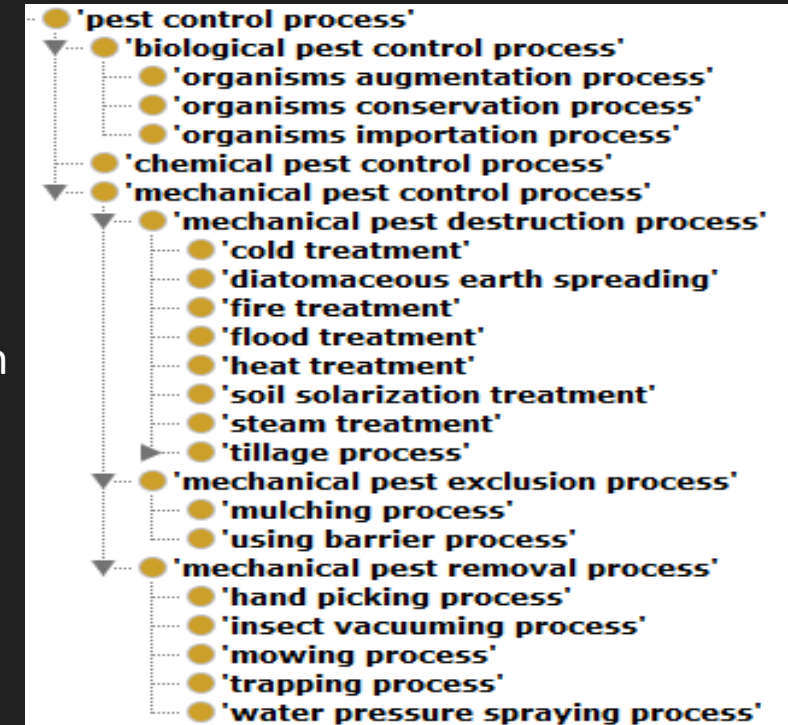 'pest control process'
'biological pest control process'
'organisms augmentation process'
'organisms conservation process'
'organisms importation process'
'chemical pest control process'
'mechanical pest control process'
'mechanical pest destruction process'
'cold treatment'
'diatomaceous earth spreading'
'fire treatment'
'flood treatment'
'heat treatment'
'soil solarization treatment'
'steam treatment'
'tillage process'
'mechanical pest exclusion process'
'mulching process'
'using barrier process'
'mechanical pest removal process'
'hand picking process'
'insect vacuuming process'
'mowing process'
'trapping process'
'water pressure spraying process'